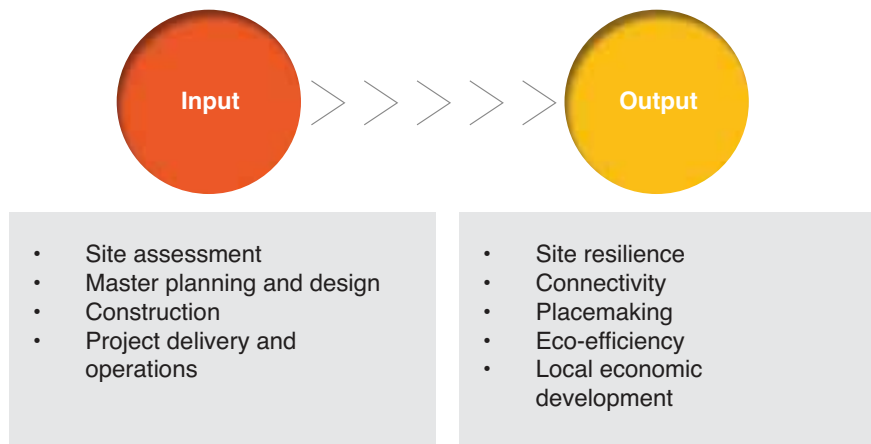 Input
Output
• Site assessment
• Master planning and design
• Construction
• Project delivery and
operations
• Site resilience
• Connectivity
• Placemaking
• Eco-efficiency
• Local economic
development